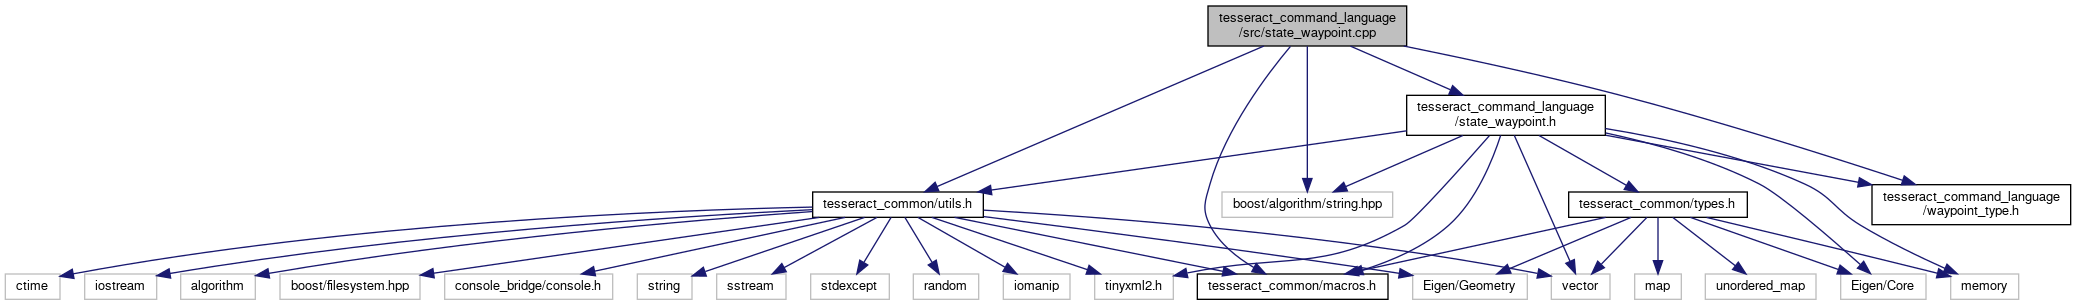 tesseract_command_language
/src/state_waypoint.cpp
tesseract_command_language
/state_waypoint.h
tesseract_common/utils.h
boost/algorithm/string.hpp
tesseract_common/types.h
tesseract_command_language
/waypoint_type.h
ctime
iostream
algorithm
boost/filesystem.hpp
console_bridge/console.h
string
sstream
stdexcept
random
iomanip
tinyxml2.h
tesseract_common/macros.h
Eigen/Geometry
vector
map
unordered_map
Eigen/Core
memory